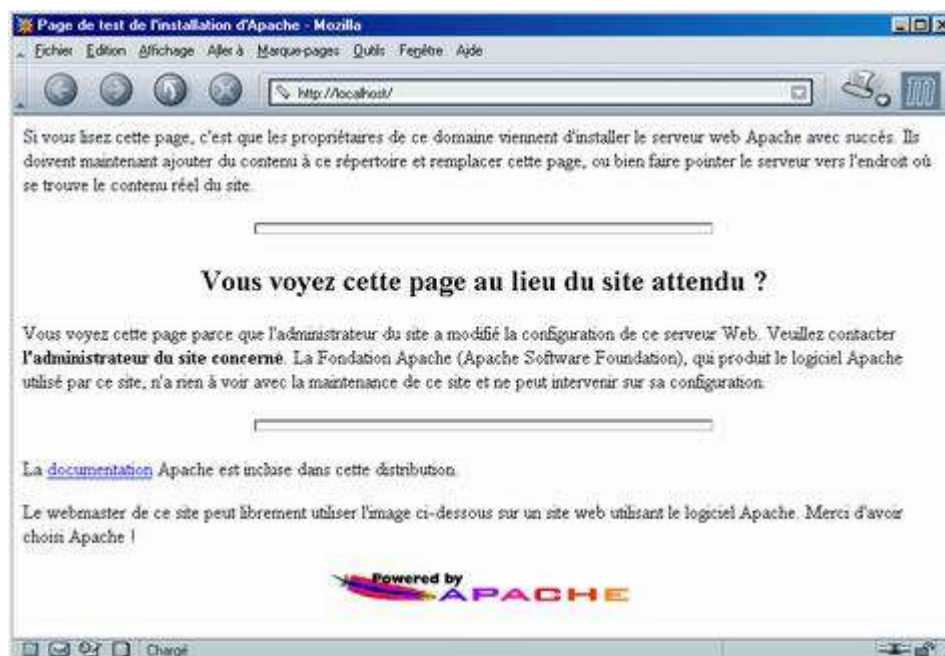 Page de test de l'installation d'Apache - Mozilla
Fichier Edition Affichage Aller à Marque-pages Outils Fenêtre Aide
http://localhost/
Si vous lisez cette page, c'est que les propriétaires de ce domaine viennent d'installer le serveur web Apache avec succès. Ils
doivent maintenant ajouter du contenu à ce répertoire et remplacer cette page, ou bien faire pointer le serveur vers l'endroit où
se trouve le contenu réel du site.
Vous voyez cette page au lieu du site attendu ?
Vous voyez cette page parce que l'administrateur du site a modifié la configuration de ce serveur Web. Veuillez contacter
l'administrateur du site concerné. La Fondation Apache (Apache Software Foundation), qui produit le logiciel Apache
utilisé par ce site, n'a rien à voir avec la maintenance de ce site et ne peut intervenir sur sa configuration.
La documentation Apache est incluse dans cette distribution.
Le webmaster de ce site peut librement utiliser l'image ci-dessous sur un site web utilisant le logiciel Apache. Merci d'avoir
choisi Apache !
Powered by
APACHE
Chargé